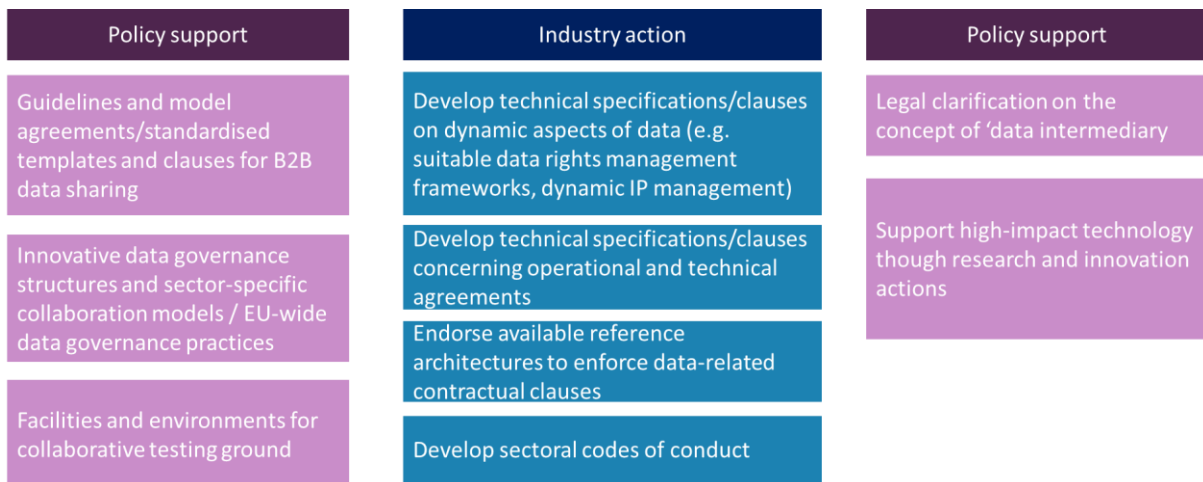 Policy support
Guidelines and model
agreements/standardised
templates and clauses for B2B
data sharing
Innovative data governance
structures and sector-specific
collaboration models / EU-wide
data governance practices
Facilities and environments for
collaborative testing ground
Industry action
Develop technical specifications/clauses
on dynamic aspects of data (e.g.
suitable data rights management
frameworks, dynamic IP management)
Develop technical specifications/clauses
concerning operational and technical
agreements
Endorse available reference
architectures to enforce data-related
contractual clauses
Develop sectoral codes of conduct
Policy support
Legal clarification on the
concept of ‘data intermediary
Support high-impact technology
though research and innovation
actions